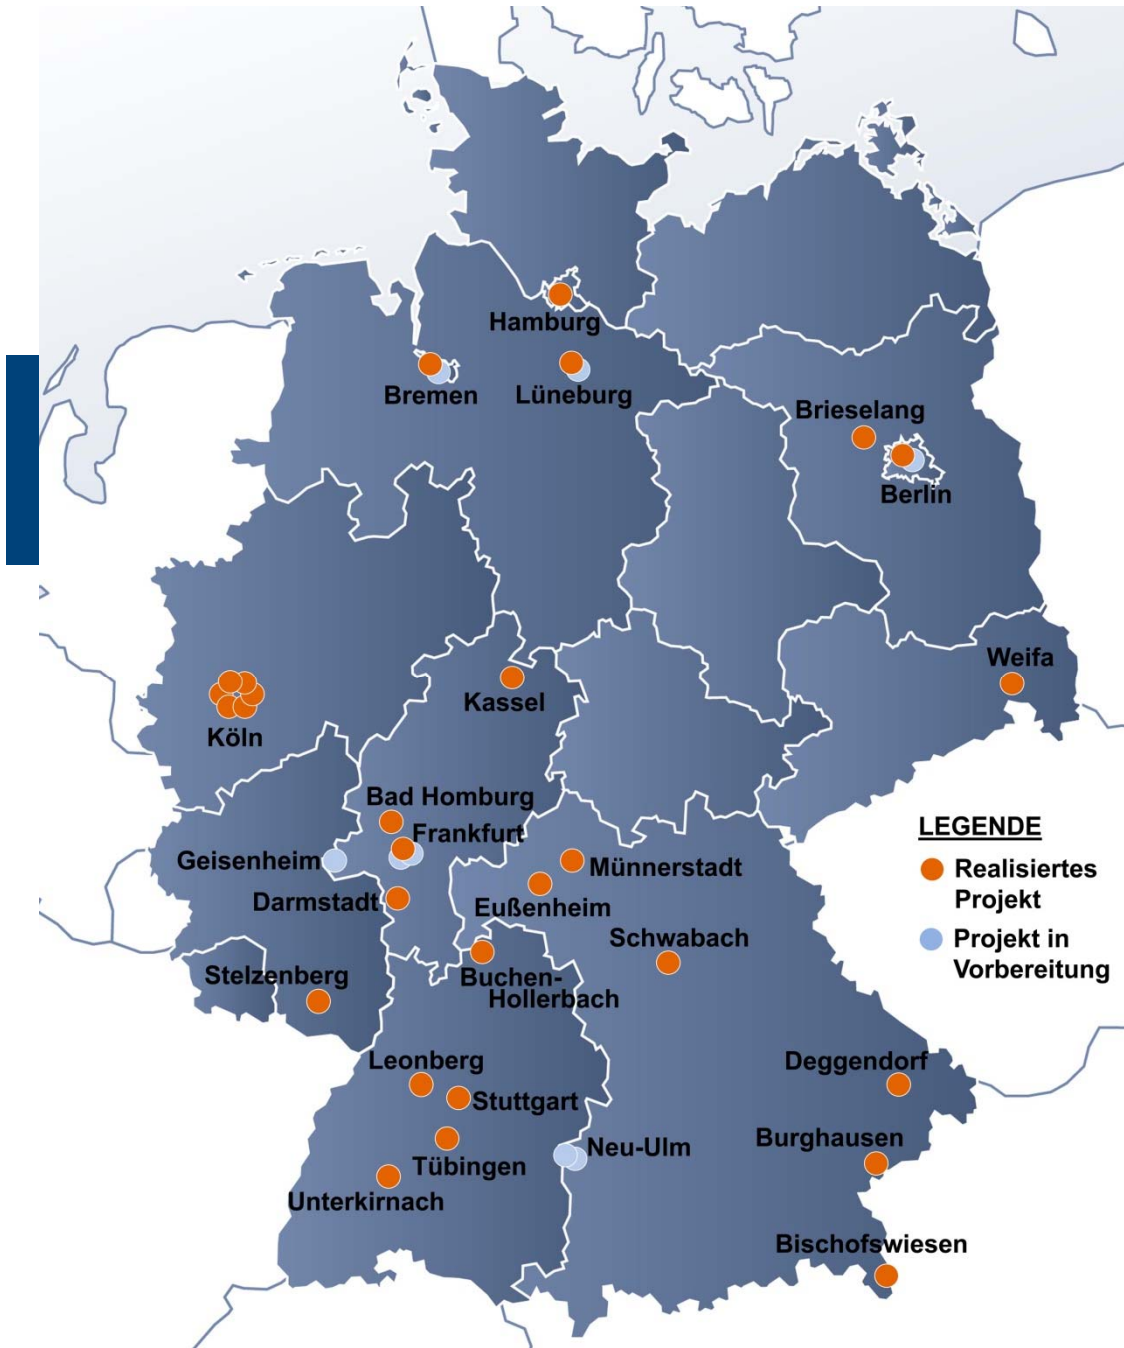 Hamburg
Bremen
Lüneburg
Brieselang
Berlin
Weifa
Kassel
Köln
Bad Homburg
Frankfurt
Geisenheim
Münnerstadt
Darmstadt
Eußenheim
Schwabach
Stelzenberg
Buchen-
Hollerbach
Leonberg
Stuttgart
Deggendorf
Neu-Ulm
Burghausen
Tübingen
Unterkirnach
Bischofswiesen
LEGENDE
Realisiertes
Projekt
Projekt in
Vorbereitung